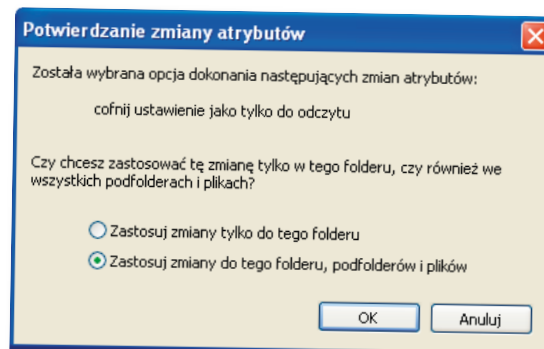 Potwierdzanie zmiany atrybutów
Została wybrana opcja dokonania następujących zmian atrybutów:
cofnij ustawienie jako tylko do odczytu
Czy chcesz zastosować tę zmianę tylko w tego folderu, czy również we
wszystkich podfolderach i plikach?
Zastosuj zmiany tylko do tego folderu
Zastosuj zmiany do tego folderu, podfolderów i plików
OK
Anuluj